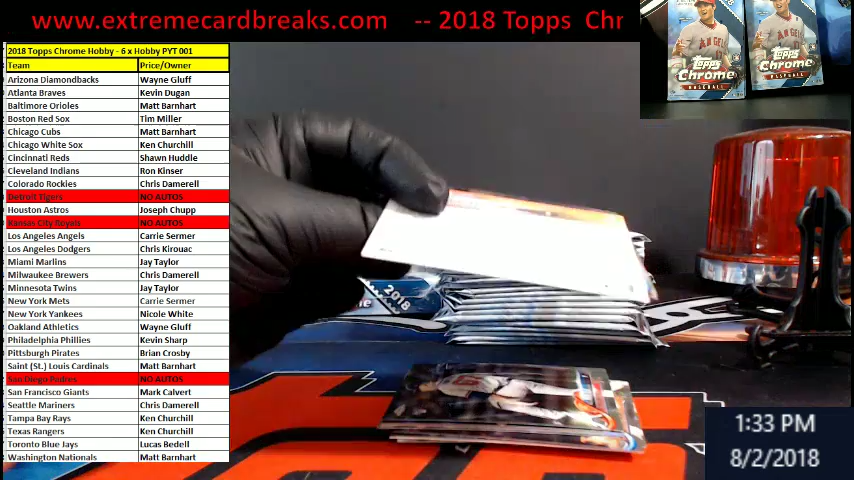 www.extremecardbreaks.com -- 2018 Topps Chr
2018 Topps Chrome Hobby - 6 x Hobby PYT 001
Team Price/Owner
Arizona Diamondbacks Wayne Gluff
Atlanta Braves Kevin Dugan
Baltimore Orioles Matt Barnhart
Boston Red Sox Tim Miller
Chicago Cubs Matt Barnhart
Chicago White Sox Ken Churchill
Cincinnati Reds Shawn Huddle
Cleveland Indians Ron Kinser
Colorado Rockies Chris Damerell
Detroit Tigers NO AUTOS
Houston Astros Joseph Chupp
Kansas City Royals NO AUTOS
Los Angeles Angels Carrie Sermer
Los Angeles Dodgers Chris Kirouac
Miami Marlins Jay Taylor
Milwaukee Brewers Chris Damerell
Minnesota Twins Jay Taylor
New York Mets Carrie Sermer
New York Yankees Nicole White
Oakland Athletics Wayne Gluff
Philadelphia Phillies Kevin Sharp
Pittsburgh Pirates Brian Crosby
Saint (St.) Louis Cardinals Matt Barnhart
San Diego Padres NO AUTOS
San Francisco Giants Mark Calvert
Seattle Mariners Chris Damerell
Tampa Bay Rays Ken Churchill
Texas Rangers Ken Churchill
Toronto Blue Jays Lucas Bedell
Washington Nationals Matt Barnhart
ANGELS
Topps
Chrome
BASEBALL
ANGELS
Topps
Chrome
BASEBALL
2018
1:33 PM
8/2/2018